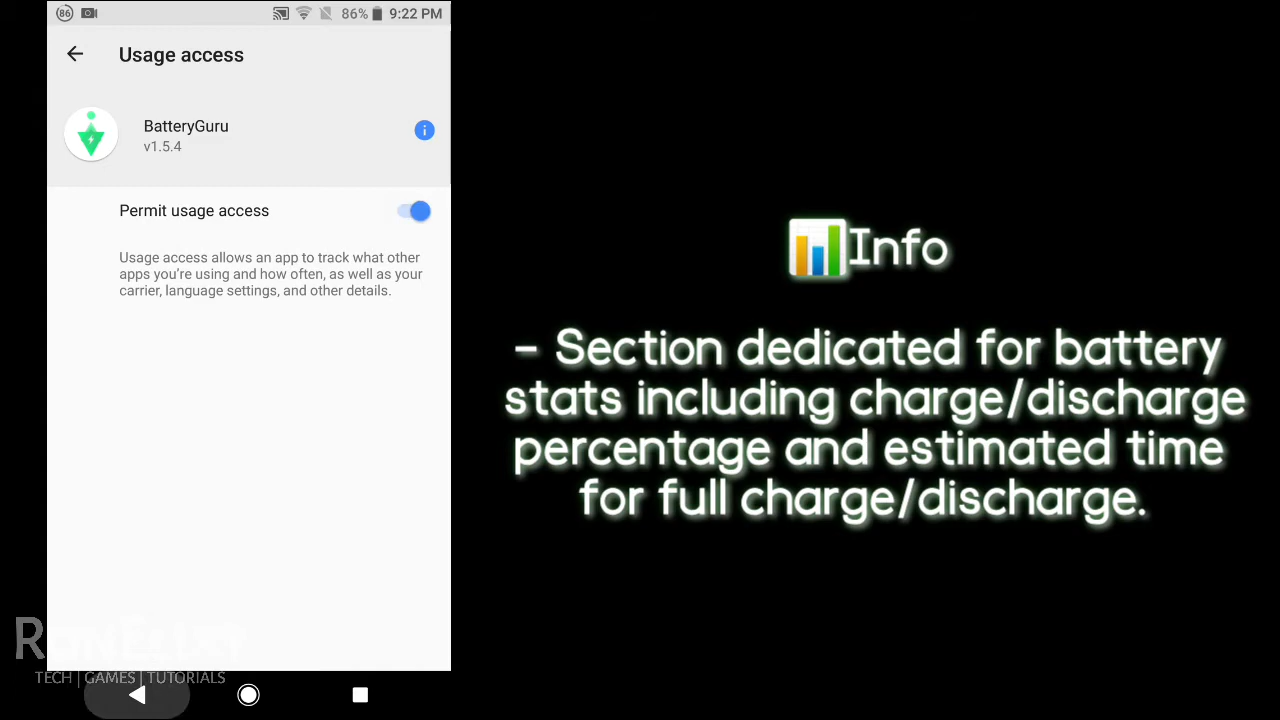 86 86% 9:22 PM
Usage access
BatteryGuru
v1.5.4
Permit usage access
Usage access allows an app to track what other
apps you're using and how often, as well as your
carrier, language settings, and other details.
Info
- Section dedicated for battery
stats including charge/discharge
percentage and estimated time
for full charge/discharge.
TECH | GAMES | TUTORIALS